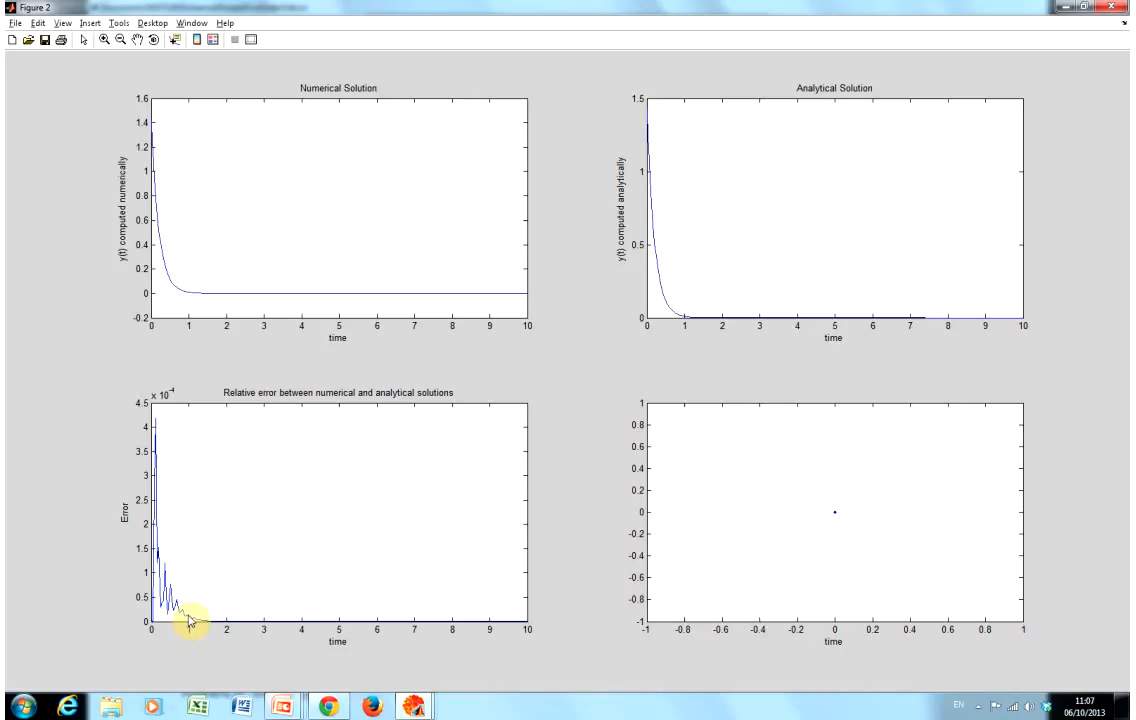 Figure 2
File Edit View Insert Tools Desktop Window Help
Numerical Solution
1.6
1.4
1.2
1
0.8
0.6
0.4
0.2
0
-0.2
y(t) computed numerically
0 1 2 3 4 5 6 7 8 9 10
time
Analytical Solution
1.5
1
0.5
0
y(t) computed analytically
0 1 2 3 4 5 6 7 8 9 10
time
x 10-4
Relative error between numerical and analytical solutions
4.5
4
3.5
3
2.5
2
1.5
1
0.5
0
Error
0 1 2 3 4 5 6 7 8 9 10
time
1
0.8
0.6
0.4
0.2
0
-0.2
-0.4
-0.6
-0.8
-1
-1 -0.8 -0.6 -0.4 -0.2 0 0.2 0.4 0.6 0.8 1
time
EN
11:07
06/10/2013